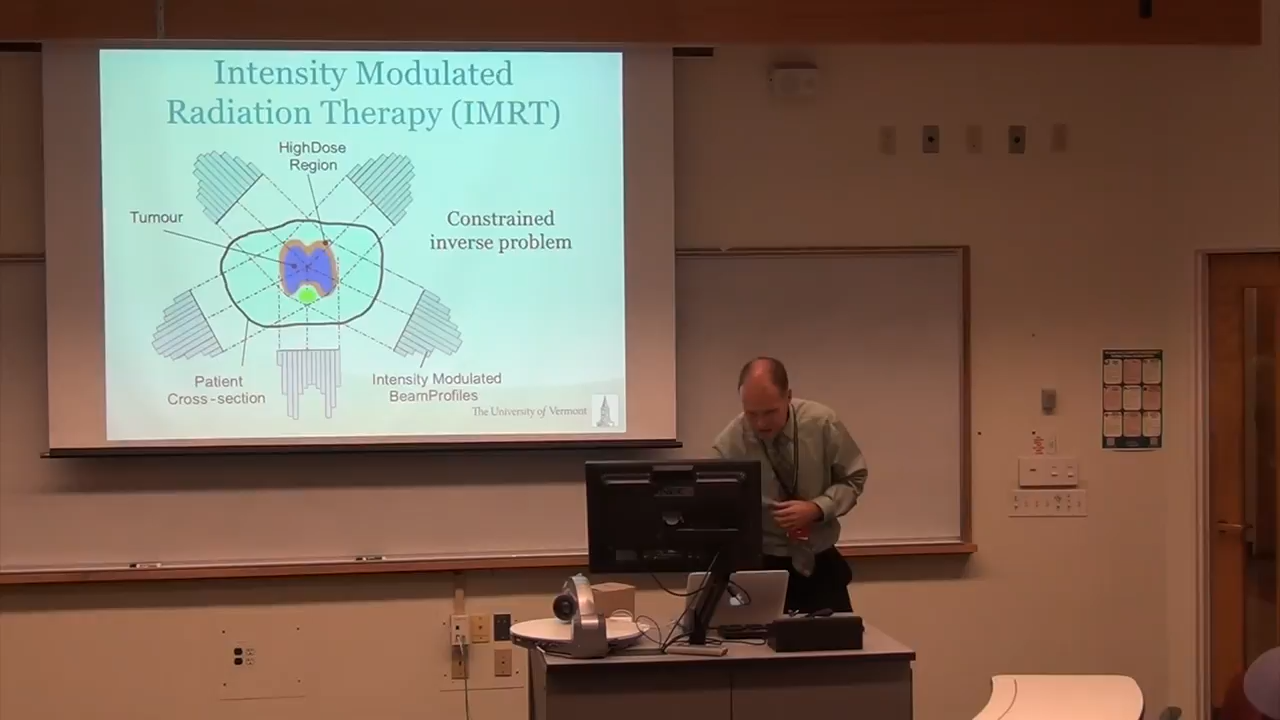 Intensity Modulated
Radiation Therapy (IMRT)
HighDose
Region
Tumour
Constrained
inverse problem
Patient
Cross-section
Intensity Modulated
BeamProfiles
The University of Vermont